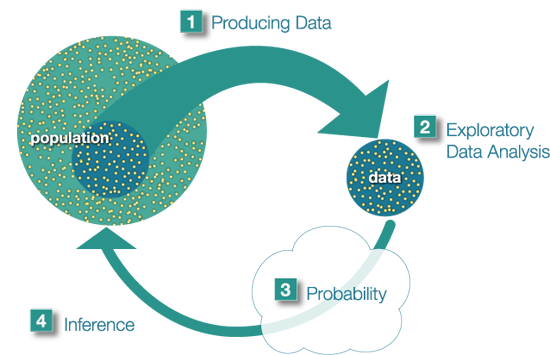 1 Producing Data
population
2 Exploratory
Data Analysis
data
3 Probability
4 Inference